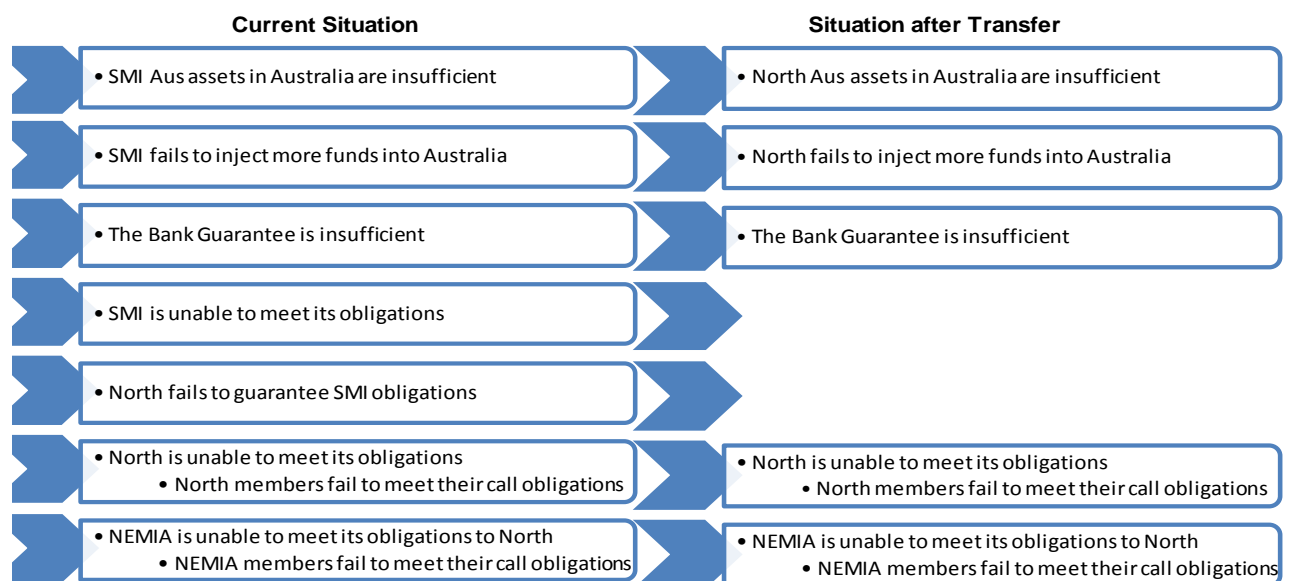 Current Situation
Situation after Transfer
• SMI Aus assets in Australia are insufficient
• North Aus assets in Australia are insufficient
• SMI fails to inject more funds into Australia
• North fails to inject more funds into Australia
• The Bank Guarantee is insufficient
• The Bank Guarantee is insufficient
• SMI is unable to meet its obligations
• North fails to guarantee SMI obligations
• North is unable to meet its obligations
• North members fail to meet their call obligations
• North is unable to meet its obligations
• North members fail to meet their call obligations
• NEMIA is unable to meet its obligations to North
• NEMIA members fail to meet their call obligations
• NEMIA is unable to meet its obligations to North
• NEMIA members fail to meet their call obligations